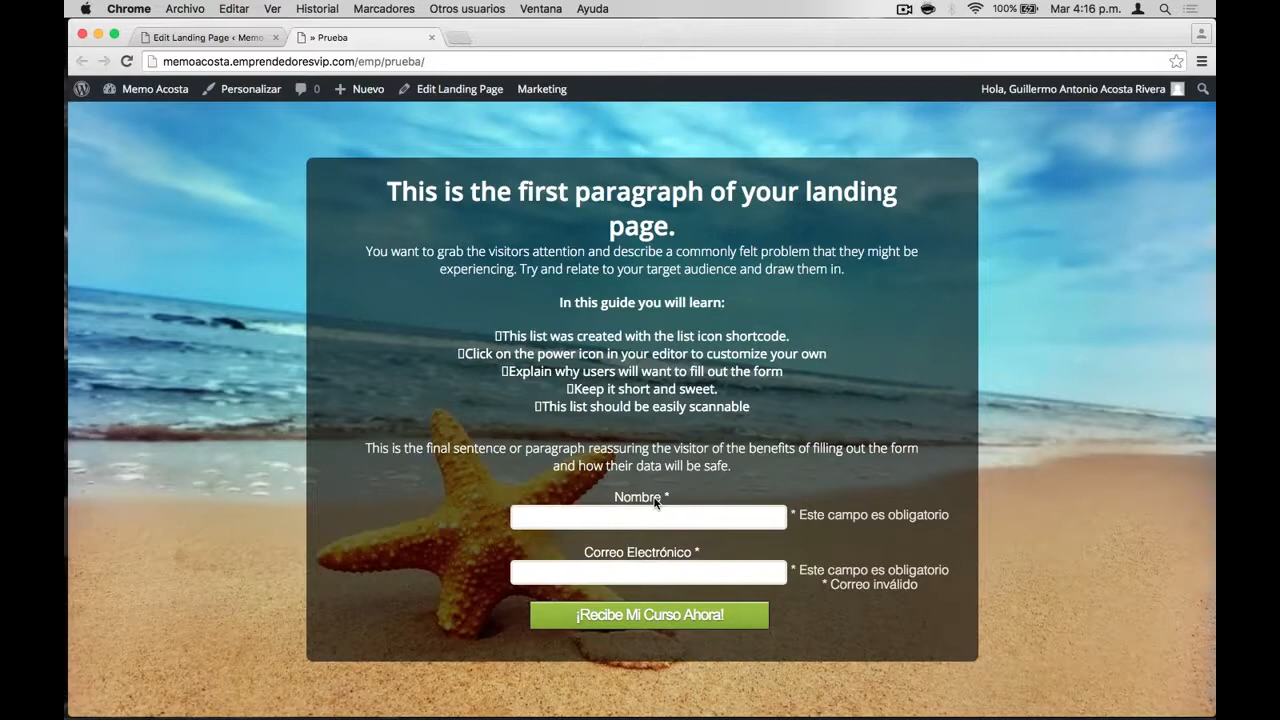 Chrome Archivo Editar Ver Historial Marcadores Otros usuarios Ventana Ayuda 100% Mar 4:16 p.m.
Edit Landing Page ‹ Memo » Prueba
memoacosta.emprendedoresvip.com/emp/prueba/
Memo Acosta Personalizar 0 Nuevo Edit Landing Page Marketing Hola, Guillermo Antonio Acosta Rivera
This is the first paragraph of your landing
page.
You want to grab the visitors attention and describe a commonly felt problem that they might be
experiencing. Try and relate to your target audience and draw them in.
In this guide you will learn:
This list was created with the list icon shortcode.
Click on the power icon in your editor to customize your own
Explain why users will want to fill out the form
Keep it short and sweet.
This list should be easily scannable
This is the final sentence or paragraph reassuring the visitor of the benefits of filling out the form
and how their data will be safe.
Nombre *
* Este campo es obligatorio
Correo Electrónico *
* Este campo es obligatorio
* Correo inválido
¡Recibe Mi Curso Ahora!